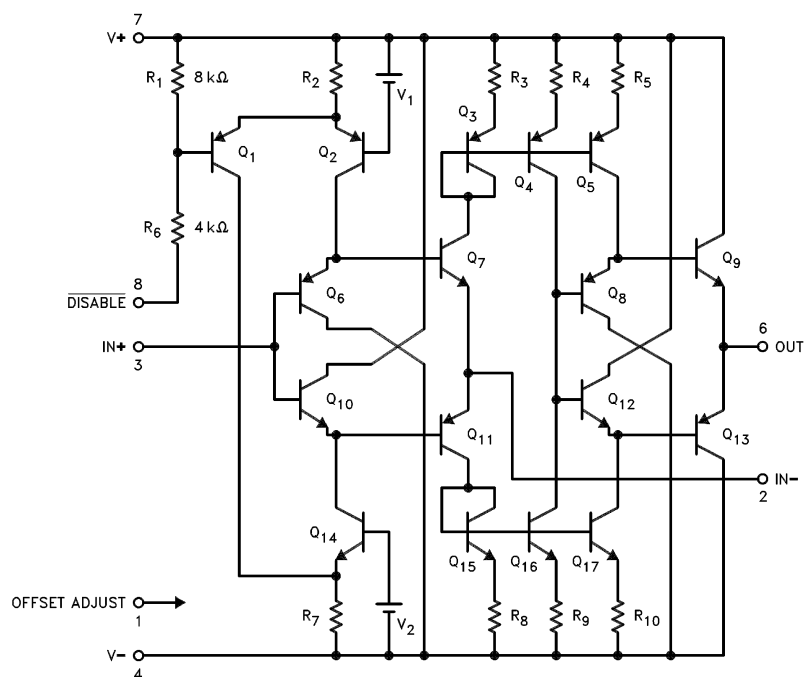 7
V+
R1 8 kΩ
R2
V1
R3
R4
R5
Q3
Q1
Q2
Q4
Q5
R6 4 kΩ
8
DISABLE
Q6
Q7
Q8
Q9
IN+
3
6
OUT
Q10
Q11
Q12
Q13
IN-
2
Q14
Q15
Q16
Q17
OFFSET ADJUST
1
R7
V2
R8
R9
R10
V-
4